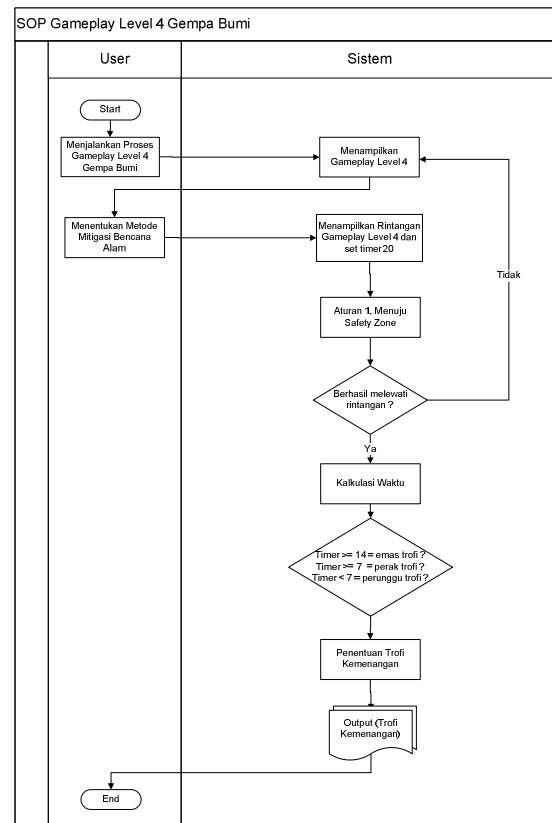 SOP Gameplay Level 4 Gempa Bumi
User
Sistem
Start
Menjalankan Proses
Gameplay Level 4
Gempa Bumi
Menampilkan
Gameplay Level 4
Menentukan Metode
Mitigasi Bencana
Alam
Menampilkan Rintangan
Gameplay Level 4 dan
set timer 20
Tidak
Aturan 1. Menuju
Safety Zone
Berhasil melewati
rintangan ?
Ya
Kalkulasi Waktu
Timer >= 14 = emas trofi ?
Timer >= 7 = perak trofi ?
Timer < 7 = perunggu trofi ?
Penentuan Trofi
Kemenangan
Output (Trofi
Kemenangan)
End